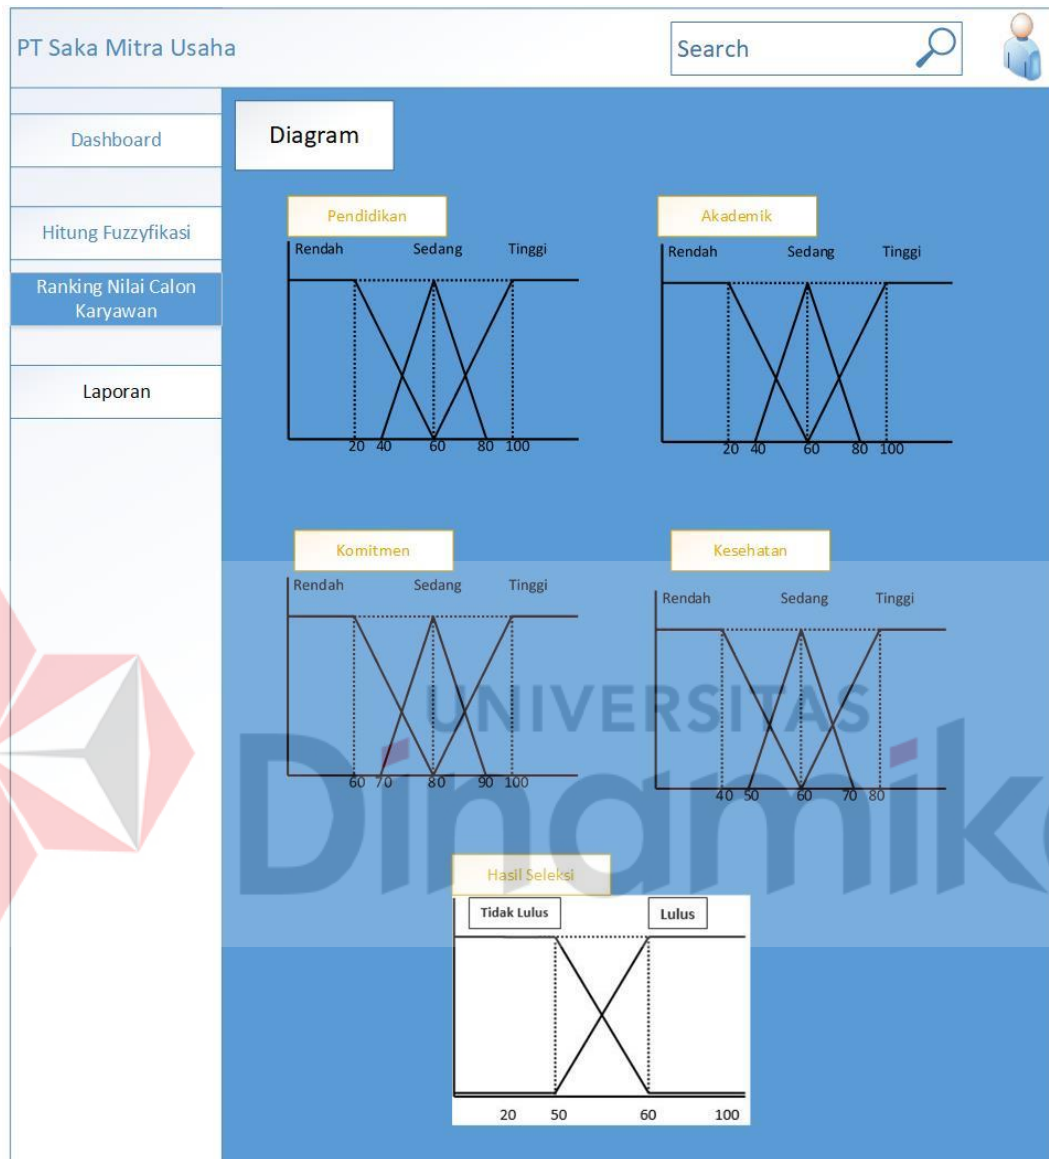 PT Saka Mitra Usaha
Search
Dashboard
Hitung Fuzzyfikasi
Ranking Nilai Calon
Karyawan
Laporan
Diagram
Pendidikan
Rendah Sedang Tinggi
20 40 60 80 100
Akademik
Rendah Sedang Tinggi
20 40 60 80 100
Komitmen
Rendah Sedang Tinggi
60 70 80 90 100
Kesehatan
Rendah Sedang Tinggi
40 50 60 70 80
UNIVERSITAS
Dinamika
Hasil Seleksi
Tidak Lulus Lulus
20 50 60 100